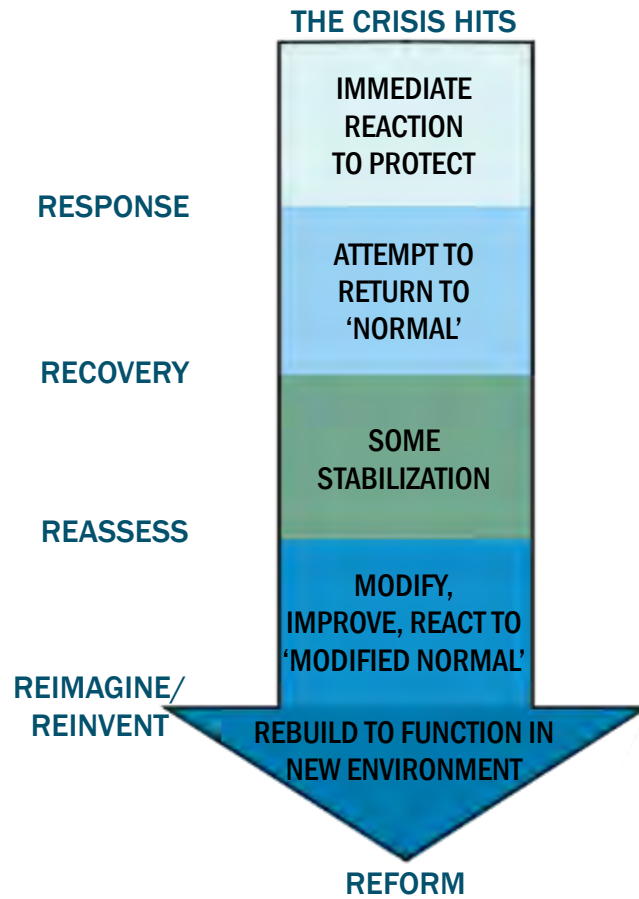 THE CRISIS HITS
IMMEDIATE
REACTION
TO PROTECT
RESPONSE
ATTEMPT TO
RETURN TO
‘NORMAL’
RECOVERY
SOME
STABILIZATION
REASSESS
MODIFY,
IMPROVE, REACT TO
‘MODIFIED NORMAL’
REIMAGINE/
REINVENT
REBUILD TO FUNCTION IN
NEW ENVIRONMENT
REFORM